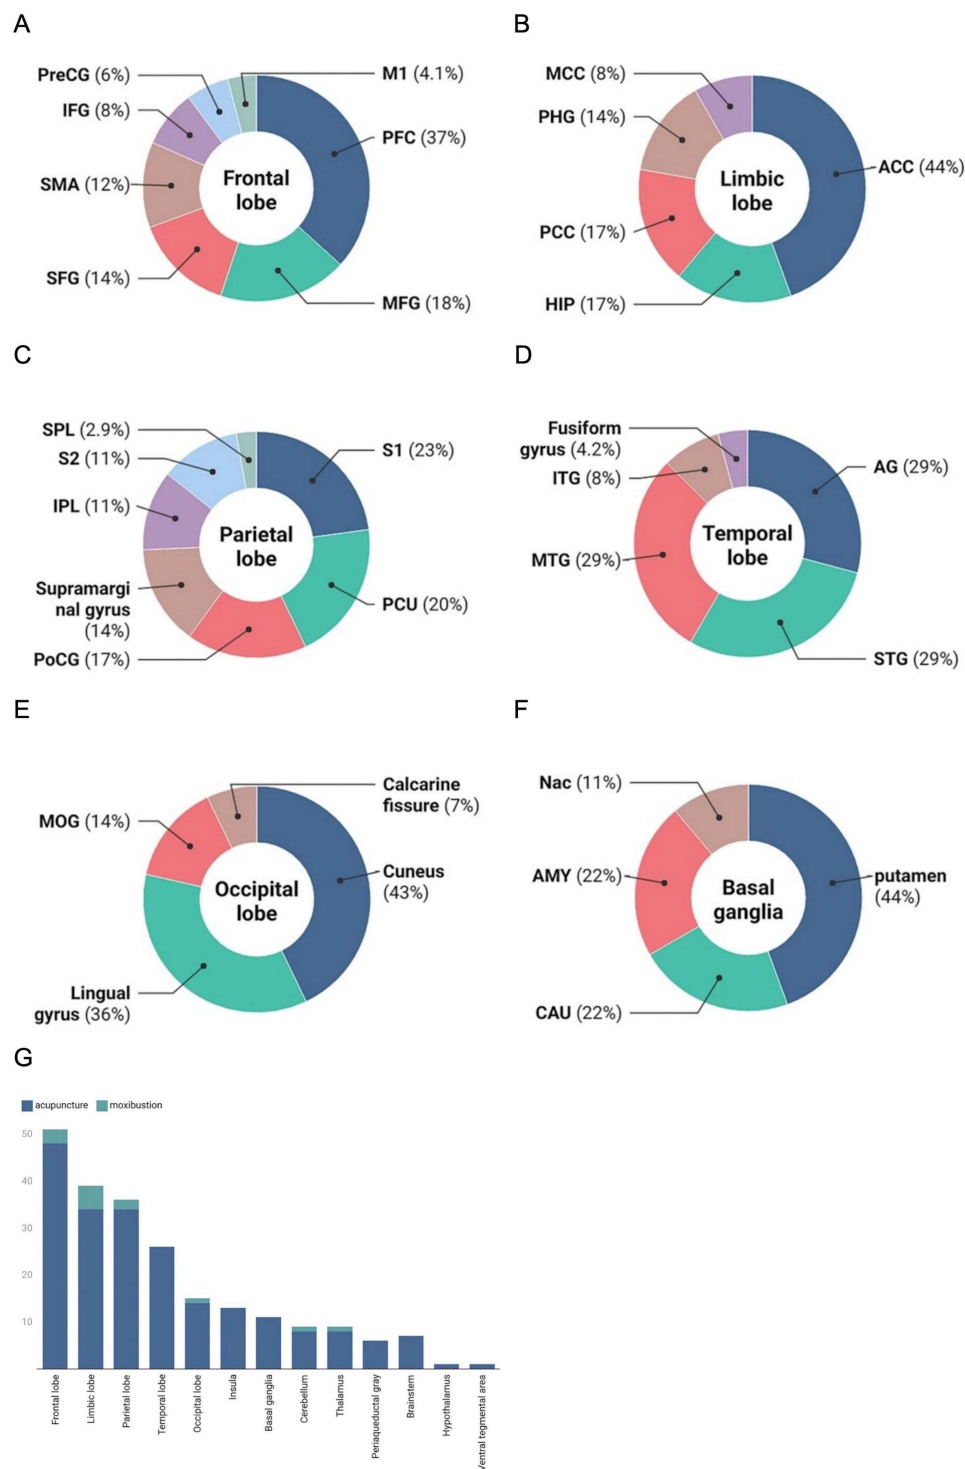 A
PreCG (6%)
IFG (8%)
SMA (12%)
SFG (14%)
M1 (4.1%)
PFC (37%)
MFG (18%)
Frontal
lobe
B
MCC (8%)
PHG (14%)
PCC (17%)
HIP (17%)
ACC (44%)
Limbic
lobe
C
SPL (2.9%)
S2 (11%)
IPL (11%)
Supramargi
nal gyrus
(14%)
PoCG (17%)
S1 (23%)
PCU (20%)
Parietal
lobe
D
Fusiform
gyrus (4.2%)
ITG (8%)
MTG (29%)
AG (29%)
STG (29%)
Temporal
lobe
E
MOG (14%)
Lingual
gyrus (36%)
Calcarine
fissure (7%)
Cuneus
(43%)
Occipital
lobe
F
Nac (11%)
AMY (22%)
CAU (22%)
putamen
(44%)
Basal
ganglia
G
acupuncture
moxibustion
50
40
30
20
10
Frontal lobe
Limbic lobe
Parietal lobe
Temporal lobe
Occipital lobe
Insula
Basal ganglia
Cerebellum
Thalamus
Periaqueductal gray
Brainstem
Hypothalamus
Ventral tegmental area